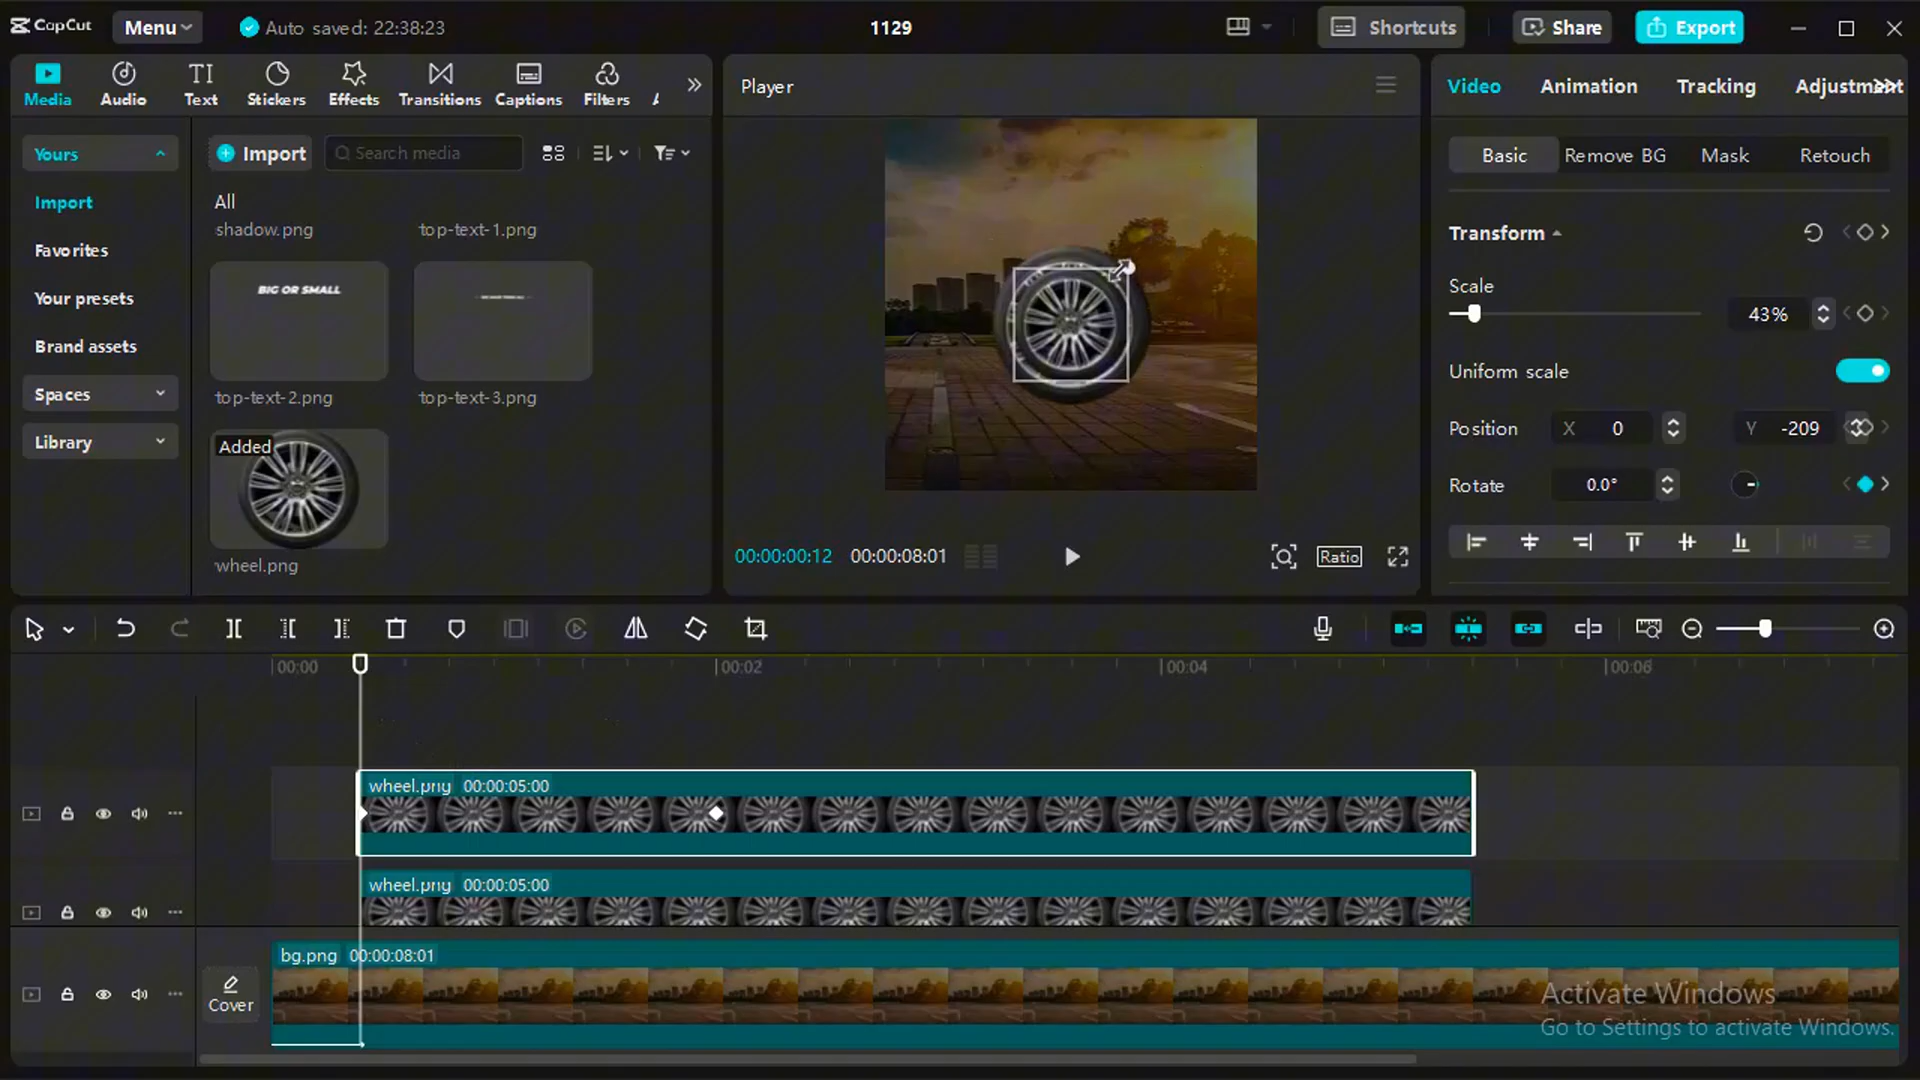 CapCut
Menu
Auto saved: 22:38:23
1129
Shortcuts
Share
Export
Media
Audio
TI
Text
Stickers
Effects
Transitions
Captions
Filters
Player
Video
Animation
Tracking
Adjustment
Yours
Import
Favorites
Your presets
Brand assets
Spaces
Library
Import
Search media
All
shadow.png
top-text-1.png
BIG OR SMALL
top-text-2.png
top-text-3.png
Added
wheel.png
00:00:00:12
00:00:08:01
Ratio
Basic
Remove BG
Mask
Retouch
Transform
Scale
43%
Uniform scale
Position
X 0
Y -209
Rotate
0.0°
00:00
00:02
00:04
00:06
wheel.png 00:00:05:00
wheel.png 00:00:05:00
bg.png 00:00:08:01
Cover
Activate Windows
Go to Settings to activate Windows.